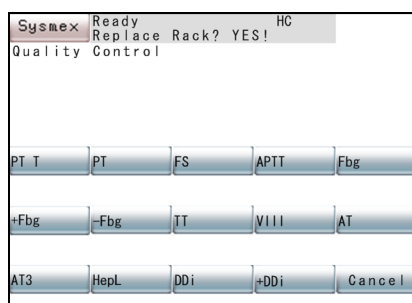 Sysmex Ready HC
Replace Rack? YES!
Quality Control
PT T PT FS APTT Fbg
+Fbg -Fbg TT VIII AT
AT3 HepL DDi +DDi Cancel